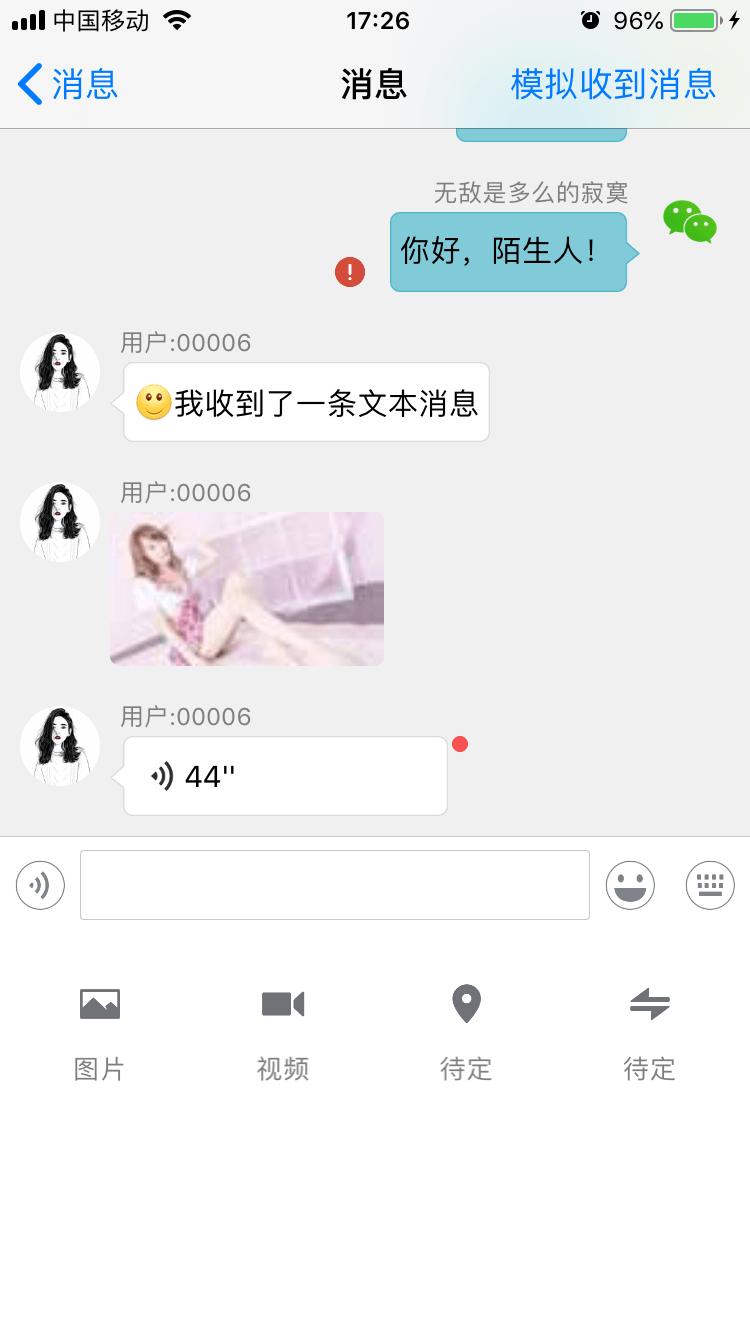 中国移动
17:26
96%
消息
消息
模拟收到消息
无敌是多么的寂寞
你好，陌生人！
!
用户:00006
我收到了一条文本消息
用户:00006
用户:00006
44''
图片
视频
待定
待定